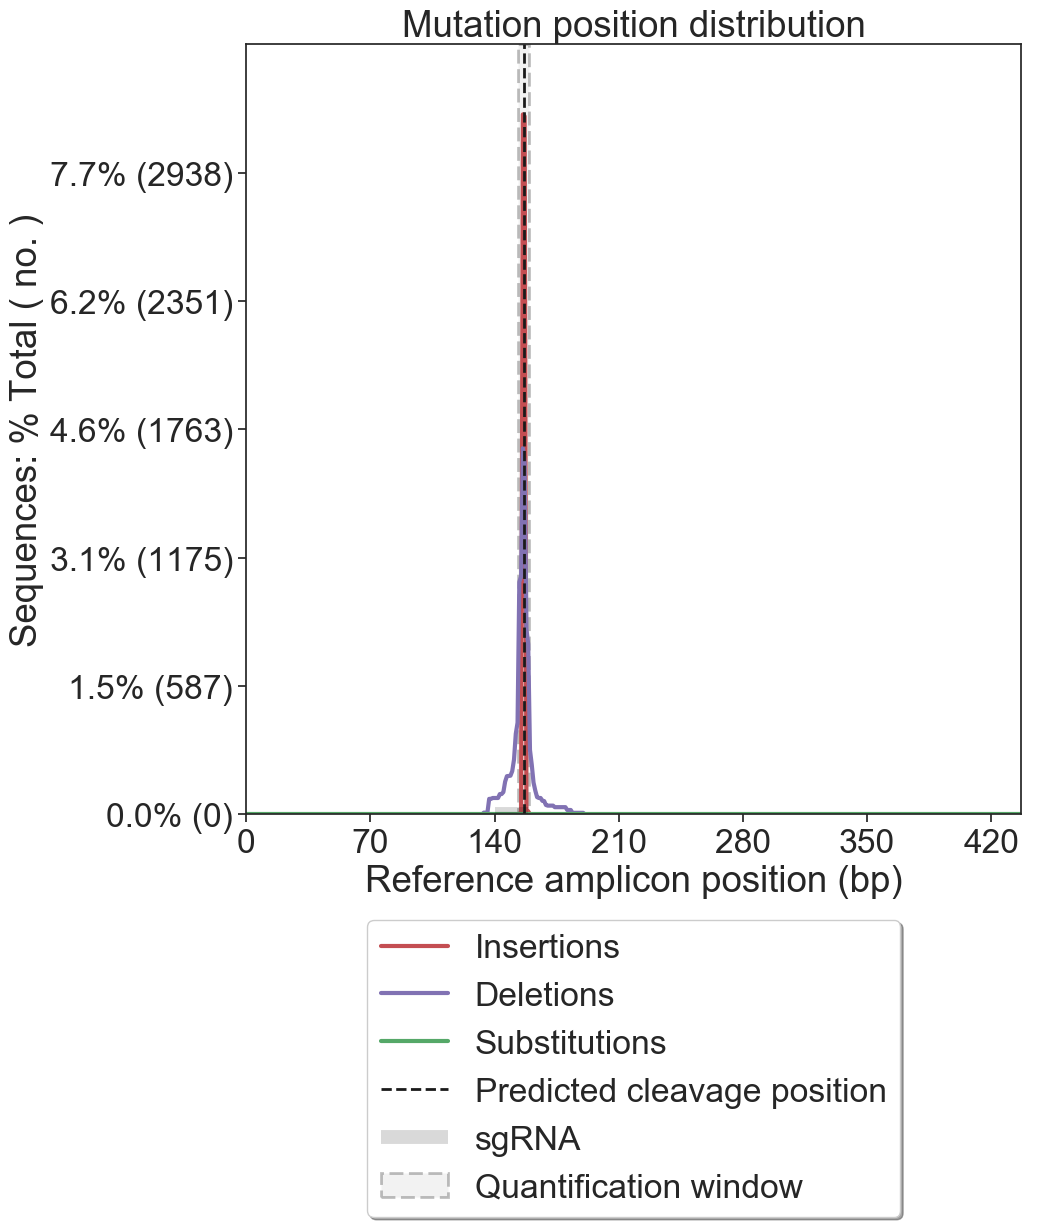 Mutation position distribution
Sequences: % Total ( no. )
7.7% (2938)
6.2% (2351)
4.6% (1763)
3.1% (1175)
1.5% (587)
0.0% (0)
0 70 140 210 280 350 420
Reference amplicon position (bp)
Insertions
Deletions
Substitutions
Predicted cleavage position
sgRNA
Quantification window